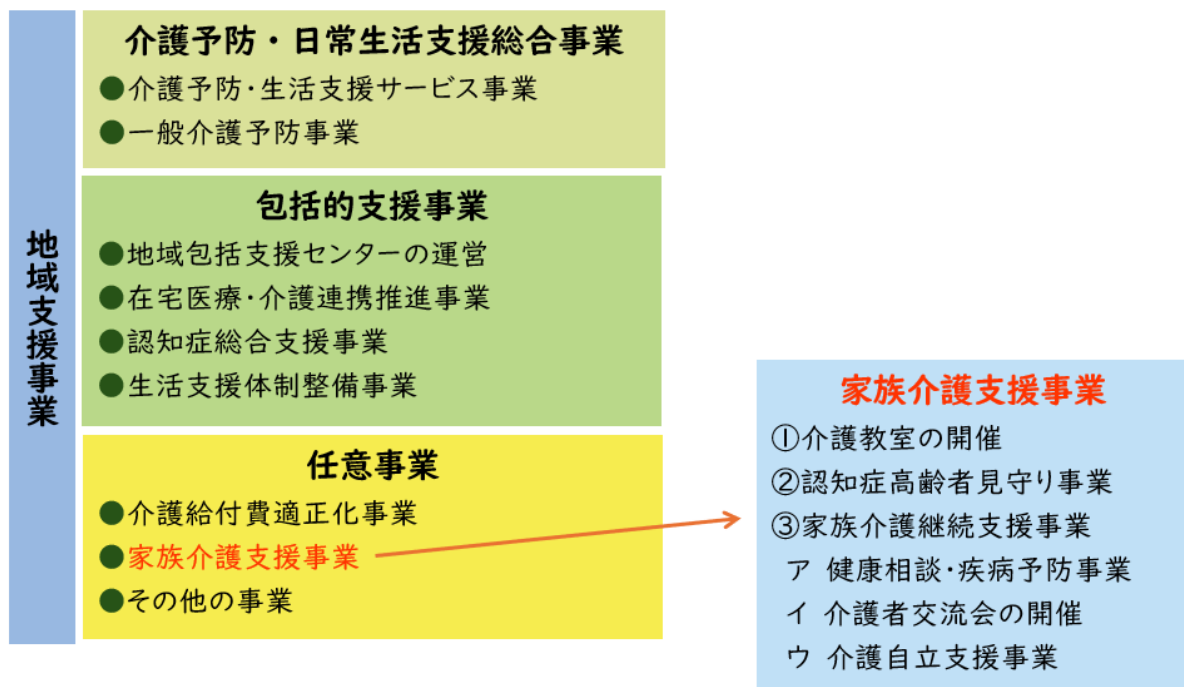 地域支援事業
介護予防・日常生活支援総合事業
●介護予防・生活支援サービス事業
●一般介護予防事業
包括的支援事業
●地域包括支援センターの運営
●在宅医療・介護連携推進事業
●認知症総合支援事業
●生活支援体制整備事業
任意事業
●介護給付費適正化事業
●家族介護支援事業
●その他の事業
家族介護支援事業
①介護教室の開催
②認知症高齢者見守り事業
③家族介護継続支援事業
ア 健康相談・疾病予防事業
イ 介護者交流会の開催
ウ 介護自立支援事業